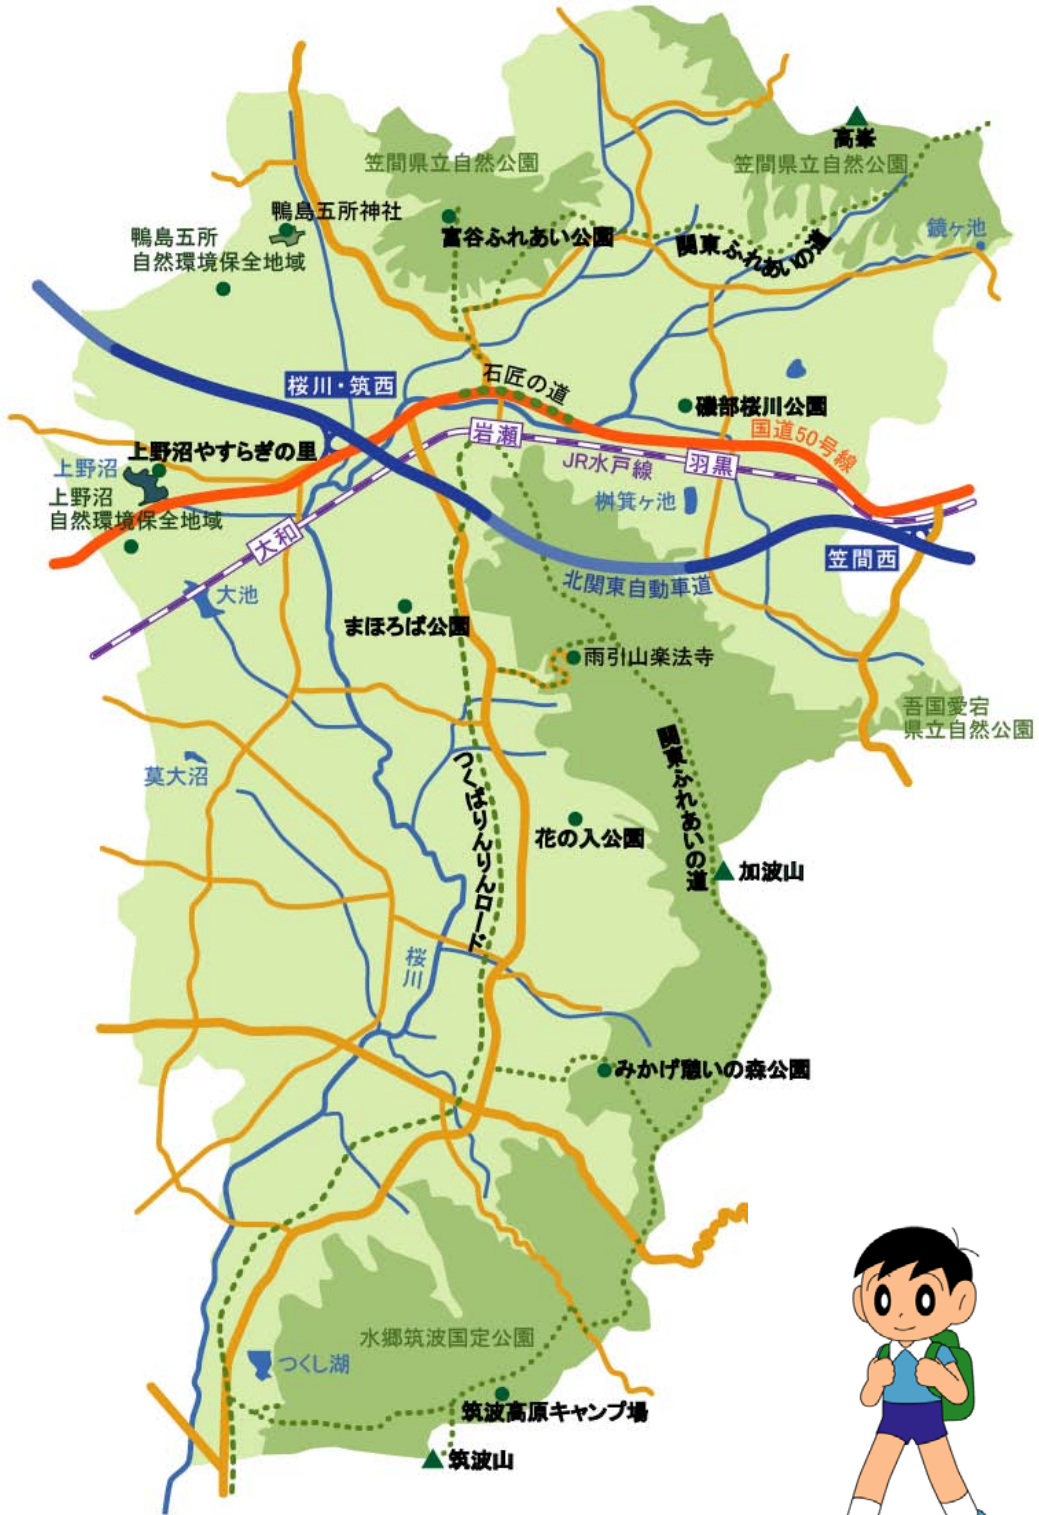 高峯
笠間県立自然公園
笠間県立自然公園
鴨島五所神社
富谷ふれあい公園
鴨島五所
自然環境保全地域
関東ふれあいの道
鏡ヶ池
桜川・筑西
石匠の道
磯部桜川公園
国道50号線
岩瀬
上野沼やすらぎの里
JR水戸線
羽黒
上野沼
上野沼
自然環境保全地域
桝箕ヶ池
大和
笠間西
北関東自動車道
大池
まほろば公園
雨引山楽法寺
吾国愛宕
県立自然公園
関東ふれあいの道
莫大沼
つくばりんりんロード
花の入公園
加波山
桜川
みかげ憩いの森公園
水郷筑波国定公園
つくし湖
筑波高原キャンプ場
筑波山